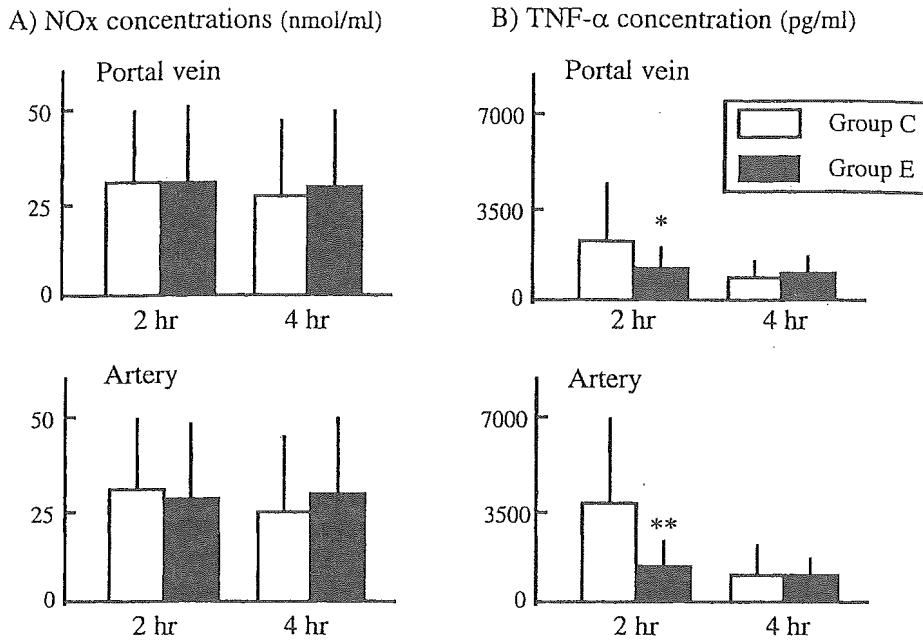 A) NOx concentrations (nmol/ml)
Portal vein
50
25
0
2 hr 4 hr
Artery
50
25
0
2 hr 4 hr
B) TNF-α concentration (pg/ml)
Portal vein
7000
Group C
Group E
3500
*
0
2 hr 4 hr
Artery
7000
3500
**
0
2 hr 4 hr